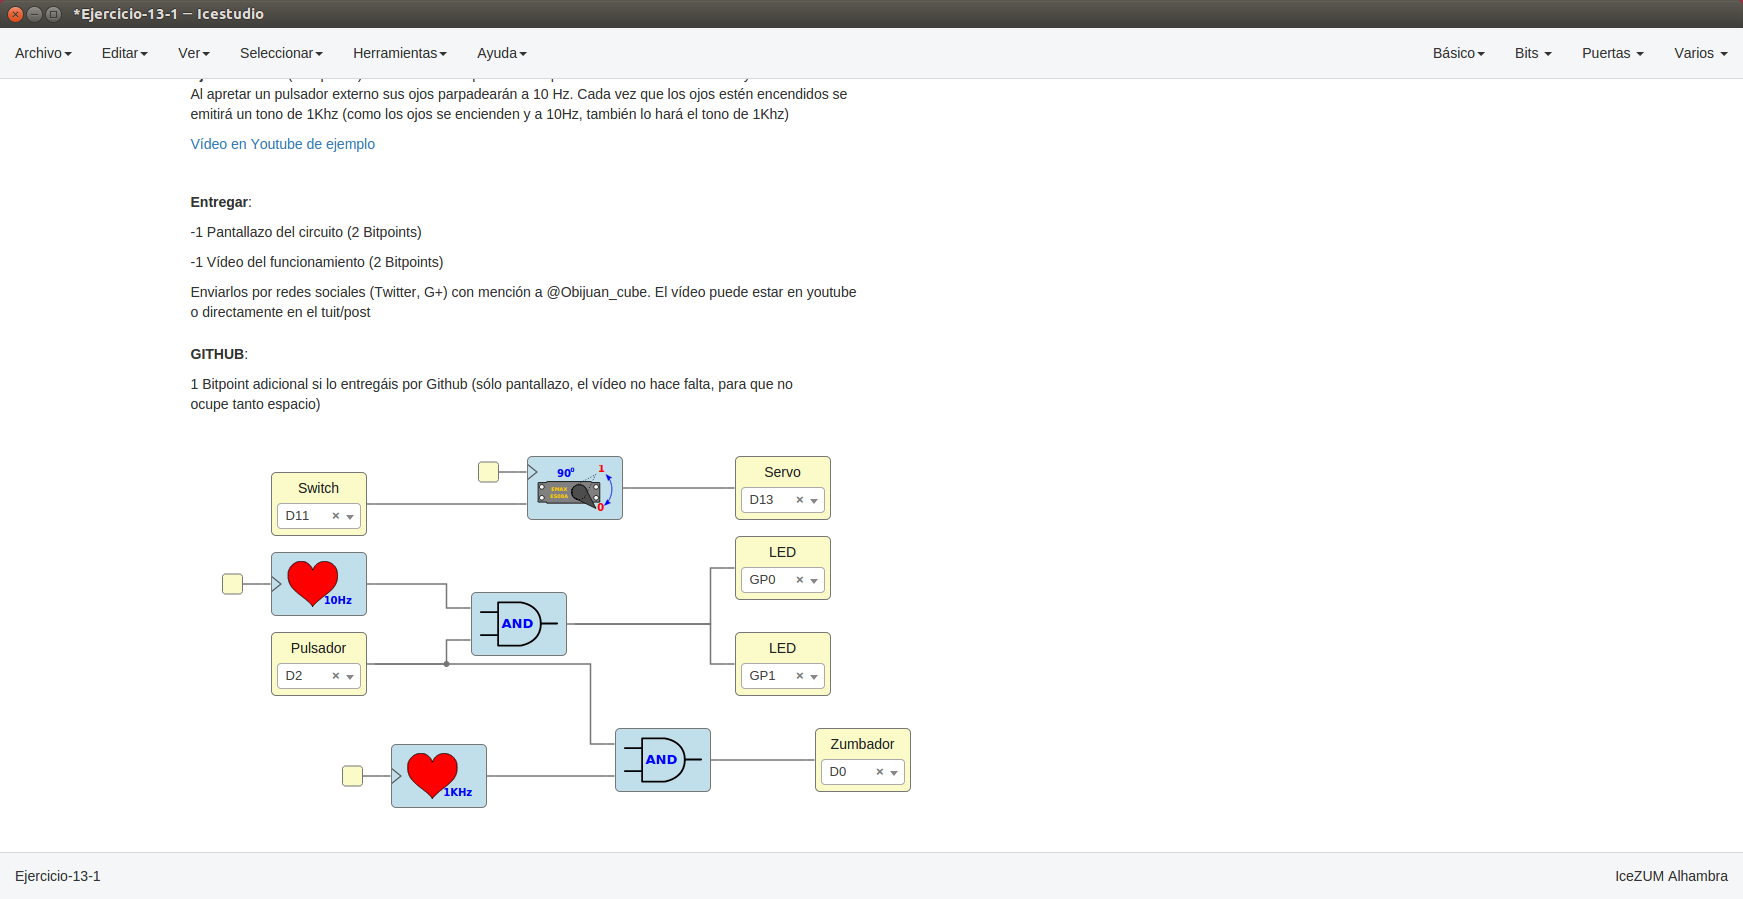 *Ejercicio-13-1 — Icestudio
Archivo Editar Ver Seleccionar Herramientas Ayuda Básico Bits Puertas Varios
Al apretar un pulsador externo sus ojos parpadearán a 10 Hz. Cada vez que los ojos estén encendidos se
emitirá un tono de 1Khz (como los ojos se encienden y a 10Hz, también lo hará el tono de 1Khz)
Vídeo en Youtube de ejemplo
Entregar:
-1 Pantallazo del circuito (2 Bitpoints)
-1 Vídeo del funcionamiento (2 Bitpoints)
Enviarlos por redes sociales (Twitter, G+) con mención a @Obijuan_cube. El vídeo puede estar en youtube
o directamente en el tuit/post
GITHUB:
1 Bitpoint adicional si lo entregáis por Github (sólo pantallazo, el vídeo no hace falta, para que no
ocupe tanto espacio)
Switch
D11
90º
1
EMAX
ES08A
0
Servo
D13
10Hz
AND
LED
GP0
Pulsador
D2
LED
GP1
1KHz
AND
Zumbador
D0
Ejercicio-13-1
IceZUM Alhambra